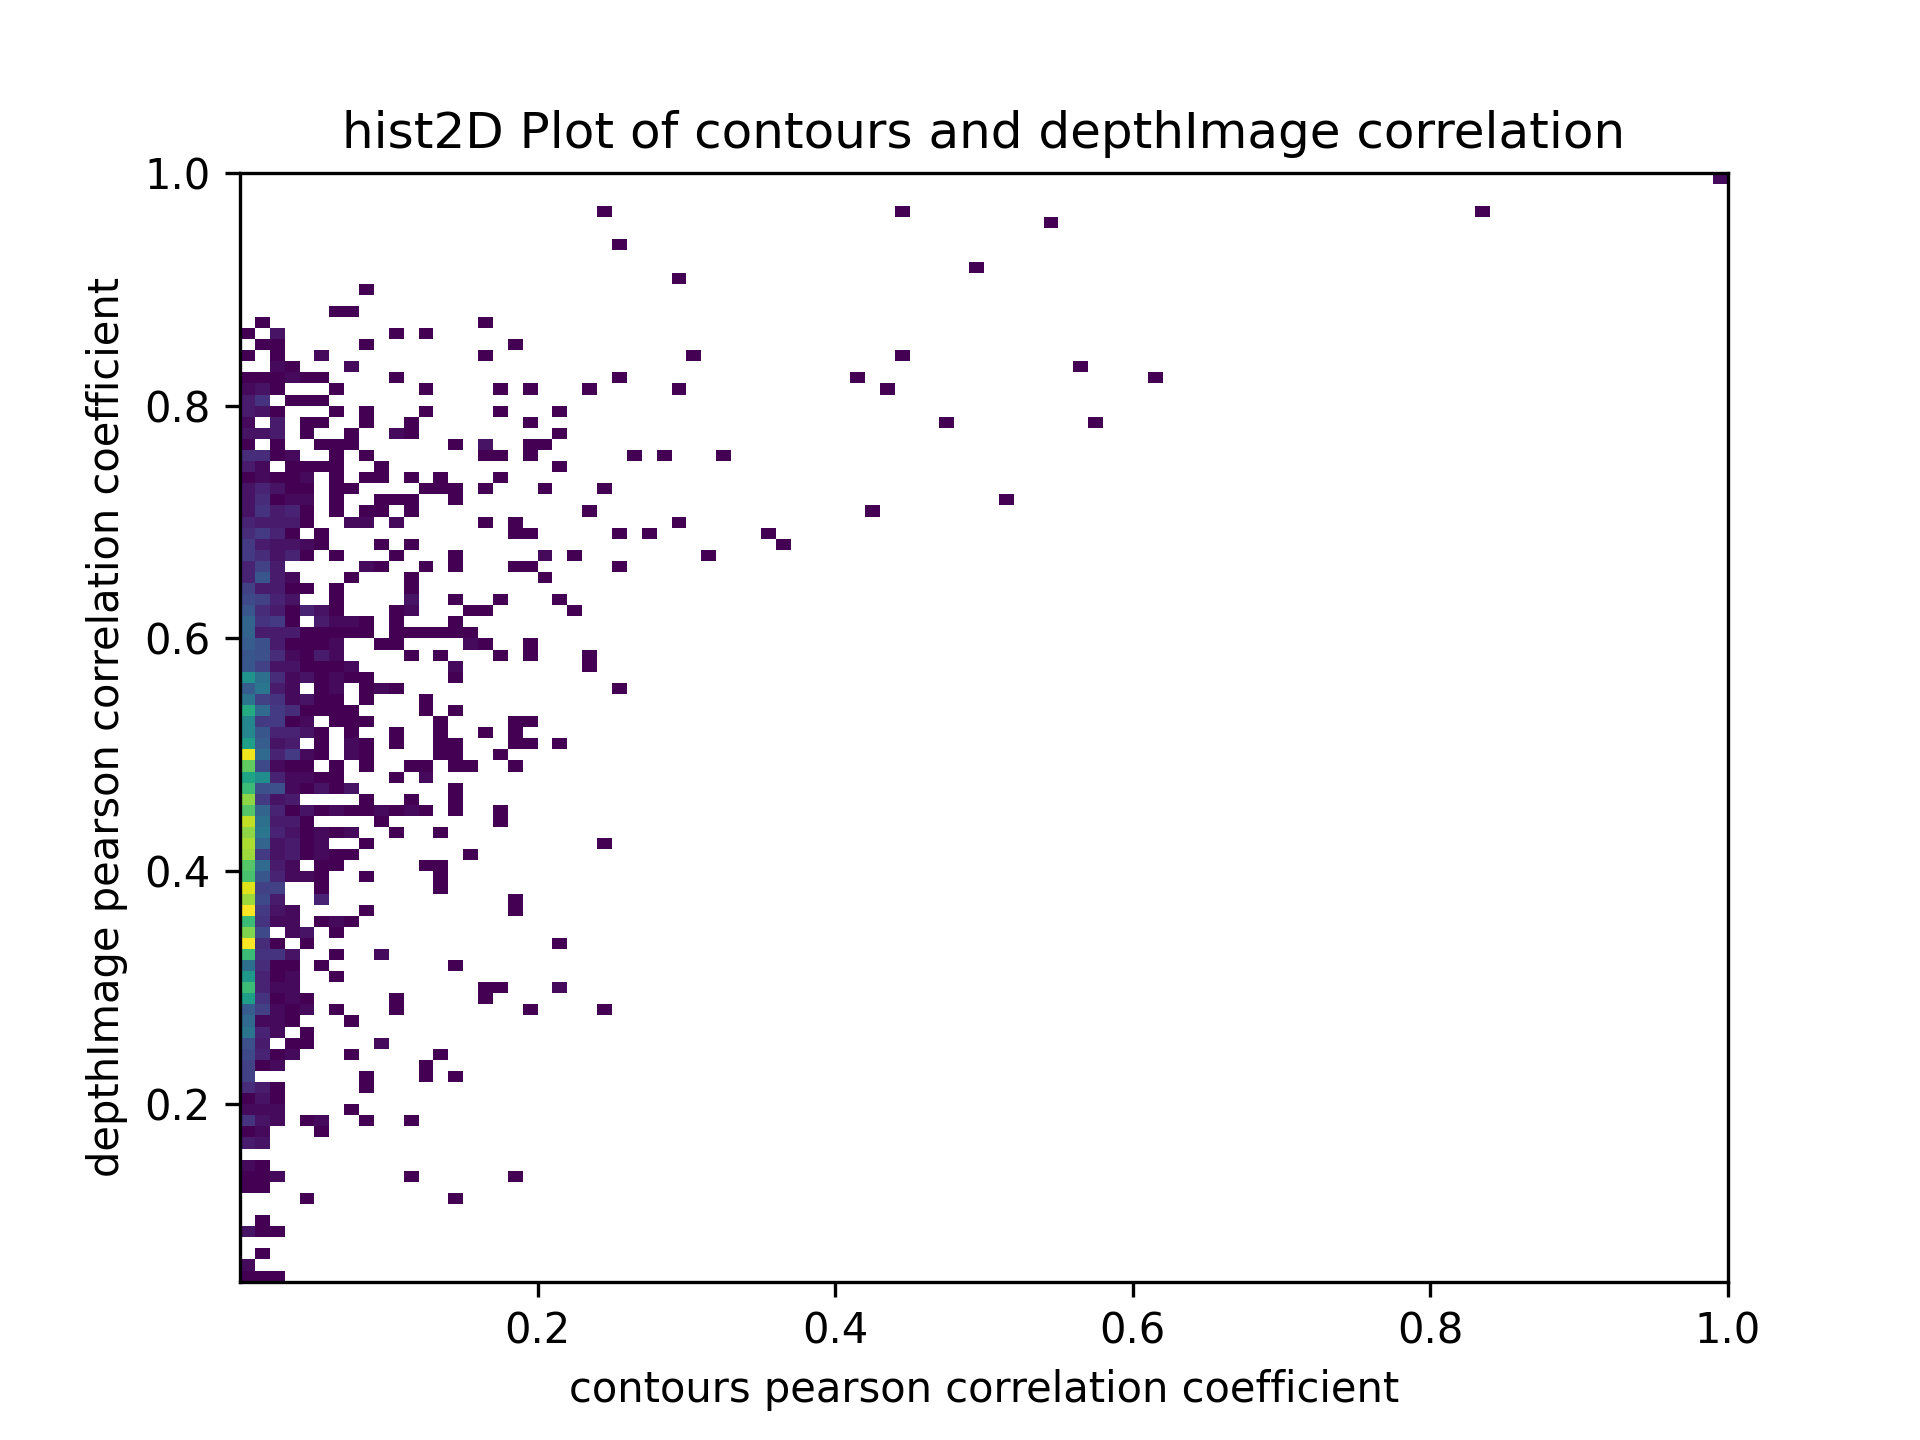 hist2D Plot of contours and depthImage correlation
1.0
0.8
0.6
0.4
0.2
depthImage pearson correlation coefficient
0.2 0.4 0.6 0.8 1.0
contours pearson correlation coefficient